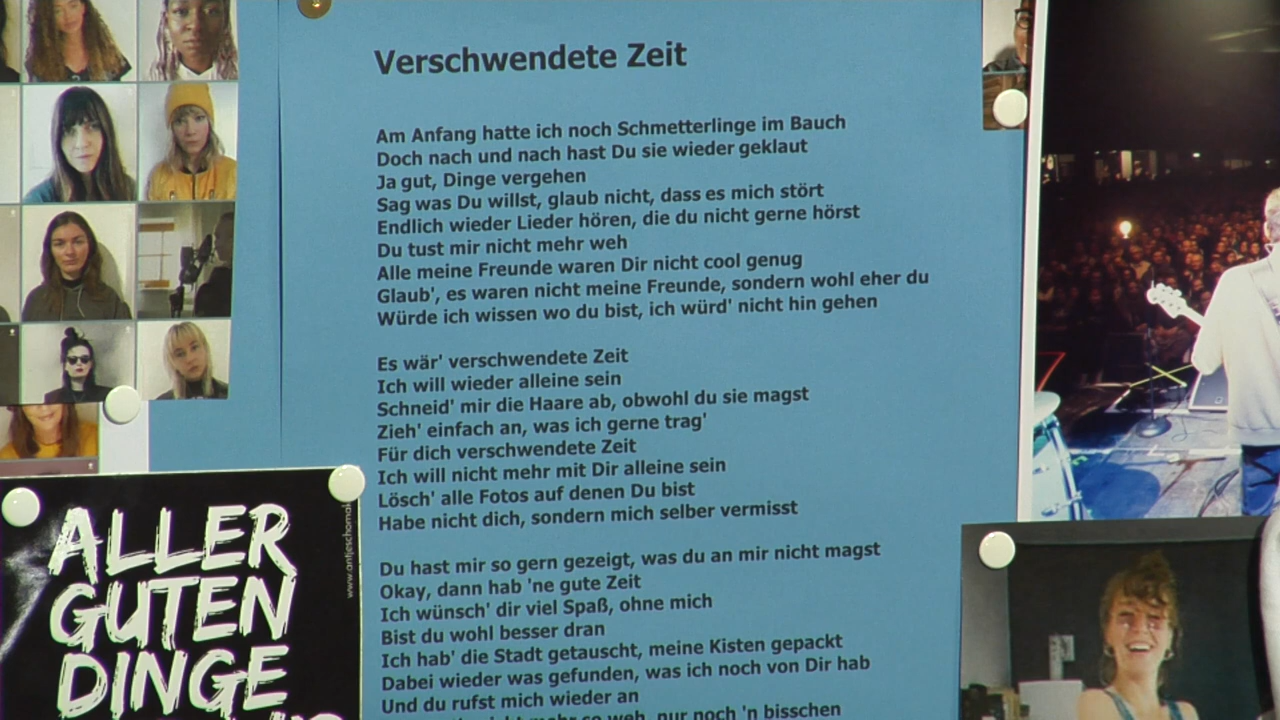 Verschwendete Zeit
Am Anfang hatte ich noch Schmetterlinge im Bauch
Doch nach und nach hast Du sie wieder geklaut
Ja gut, Dinge vergehen
Sag was Du willst, glaub nicht, dass es mich stört
Endlich wieder Lieder hören, die du nicht gerne hörst
Du tust mir nicht mehr weh
Alle meine Freunde waren Dir nicht cool genug
Glaub', es waren nicht meine Freunde, sondern wohl eher du
Würde ich wissen wo du bist, ich würd' nicht hin gehen
Es wär' verschwendete Zeit
Ich will wieder alleine sein
Schneid' mir die Haare ab, obwohl du sie magst
Zieh' einfach an, was ich gerne trag'
Für dich verschwendete Zeit
Ich will nicht mehr mit Dir alleine sein
Lösch' alle Fotos auf denen Du bist
Habe nicht dich, sondern mich selber vermisst
Du hast mir so gern gezeigt, was du an mir nicht magst
Okay, dann hab 'ne gute Zeit
Ich wünsch' dir viel Spaß, ohne mich
Bist du wohl besser dran
Ich hab' die Stadt getauscht, meine Kisten gepackt
Dabei wieder was gefunden, was ich noch von Dir hab
Und du rufst mich wieder an
nicht mehr so weh, nur noch 'n bisschen
ALLER
GUTEN
DINGE